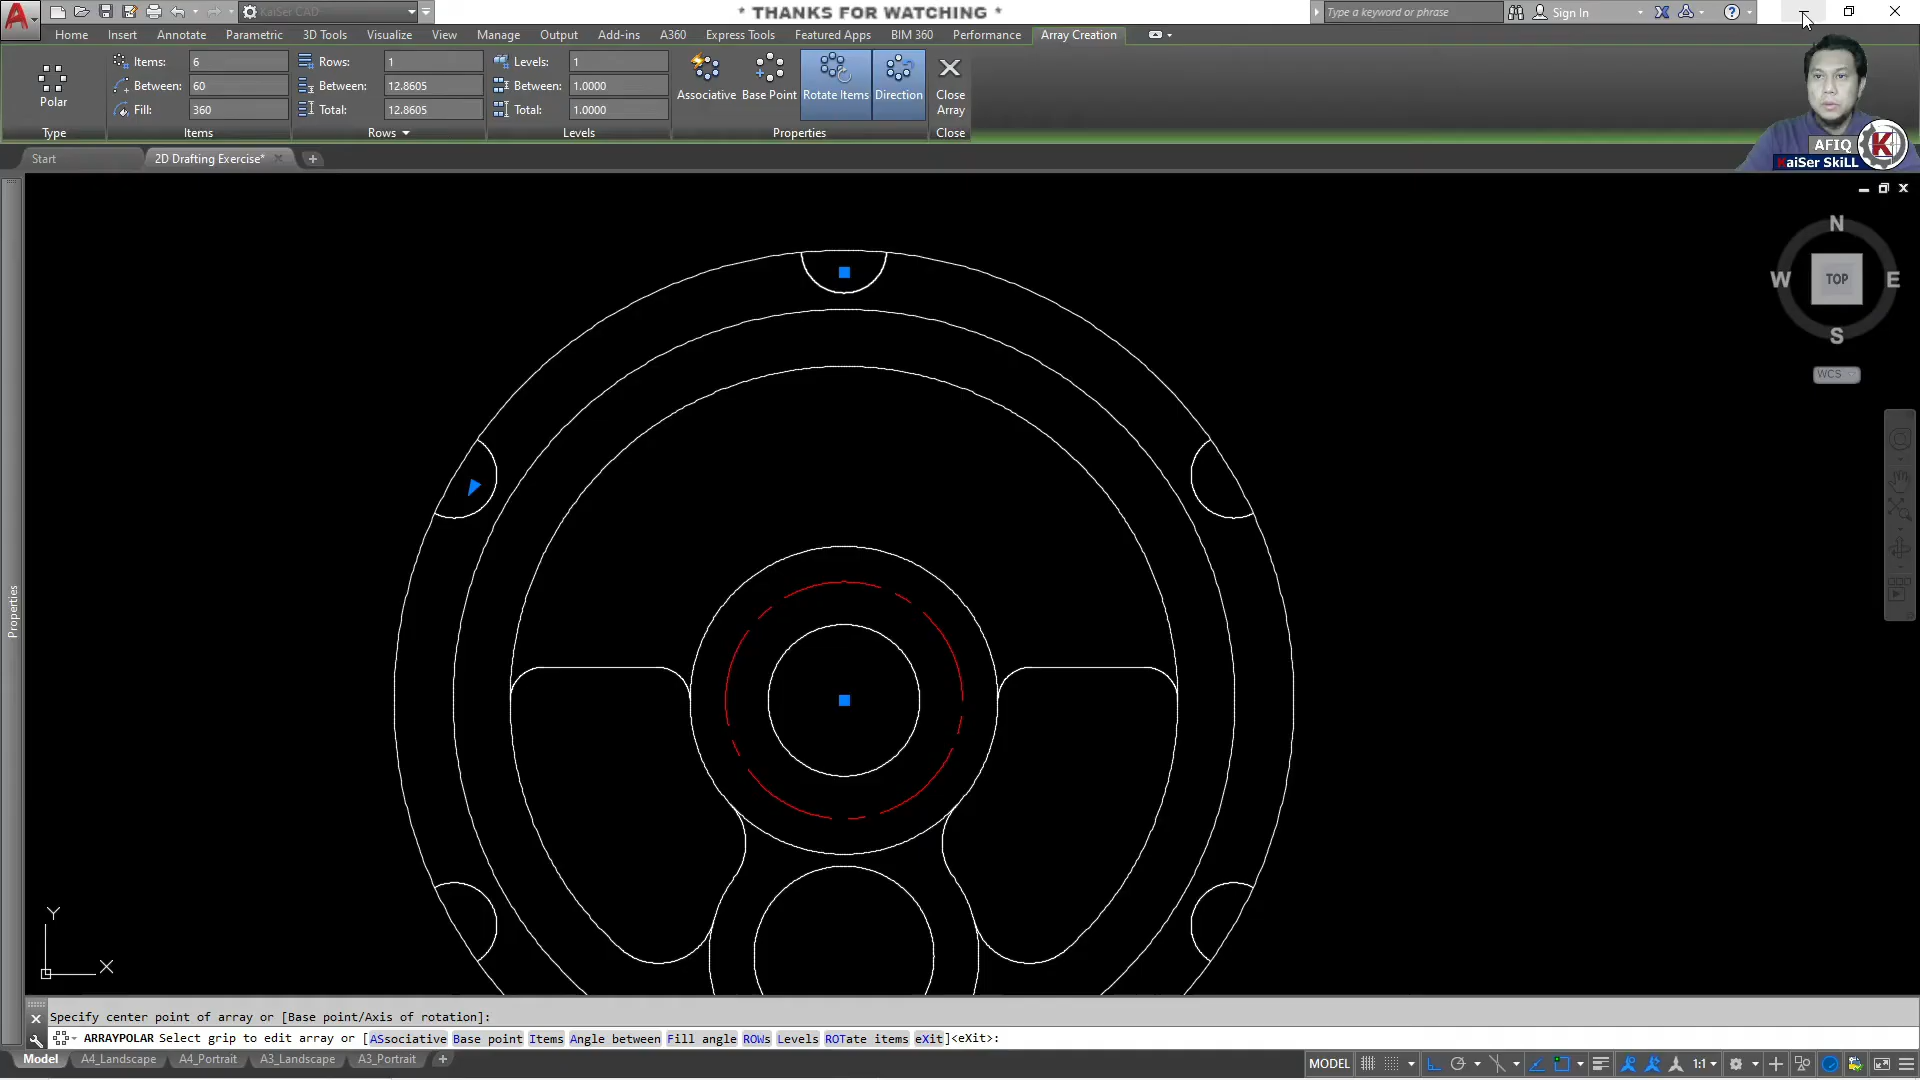 KaiSer CAD
* THANKS FOR WATCHING *
Type a keyword or phrase
Sign In
Home Insert Annotate Parametric 3D Tools Visualize View Manage Output Add-ins A360 Express Tools Featured Apps BIM 360 Performance Array Creation
Items: 6 Rows: 1 Levels: 1
Between: 60 Between: 12.8605 Between: 1.0000
Fill: 360 Total: 12.8605 Total: 1.0000
Polar
Associative Base Point Rotate Items Direction Close Array
Type Items Rows Levels Properties Close
AFIQ
K
KaiSer SkiLL
Start 2D Drafting Exercise*
N
W TOP E
S
WCS
Properties
Y
X
Specify center point of array or [Base point/Axis of rotation]:
ARRAYPOLAR Select grip to edit array or [ASsociative Base point Items Angle between Fill angle ROWs Levels ROTate items eXit]<eXit>:
Model A4_Landscape A4_Portrait A3_Landscape A3_Portrait
MODEL 1:1